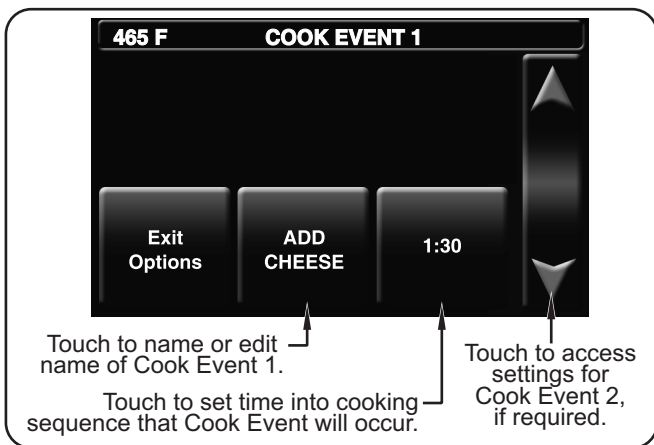 465 F COOK EVENT 1
Exit
Options
ADD
CHEESE
1:30
Touch to name or edit
name of Cook Event 1.
Touch to set time into cooking
sequence that Cook Event will occur.
Touch to access
settings for
Cook Event 2,
if required.